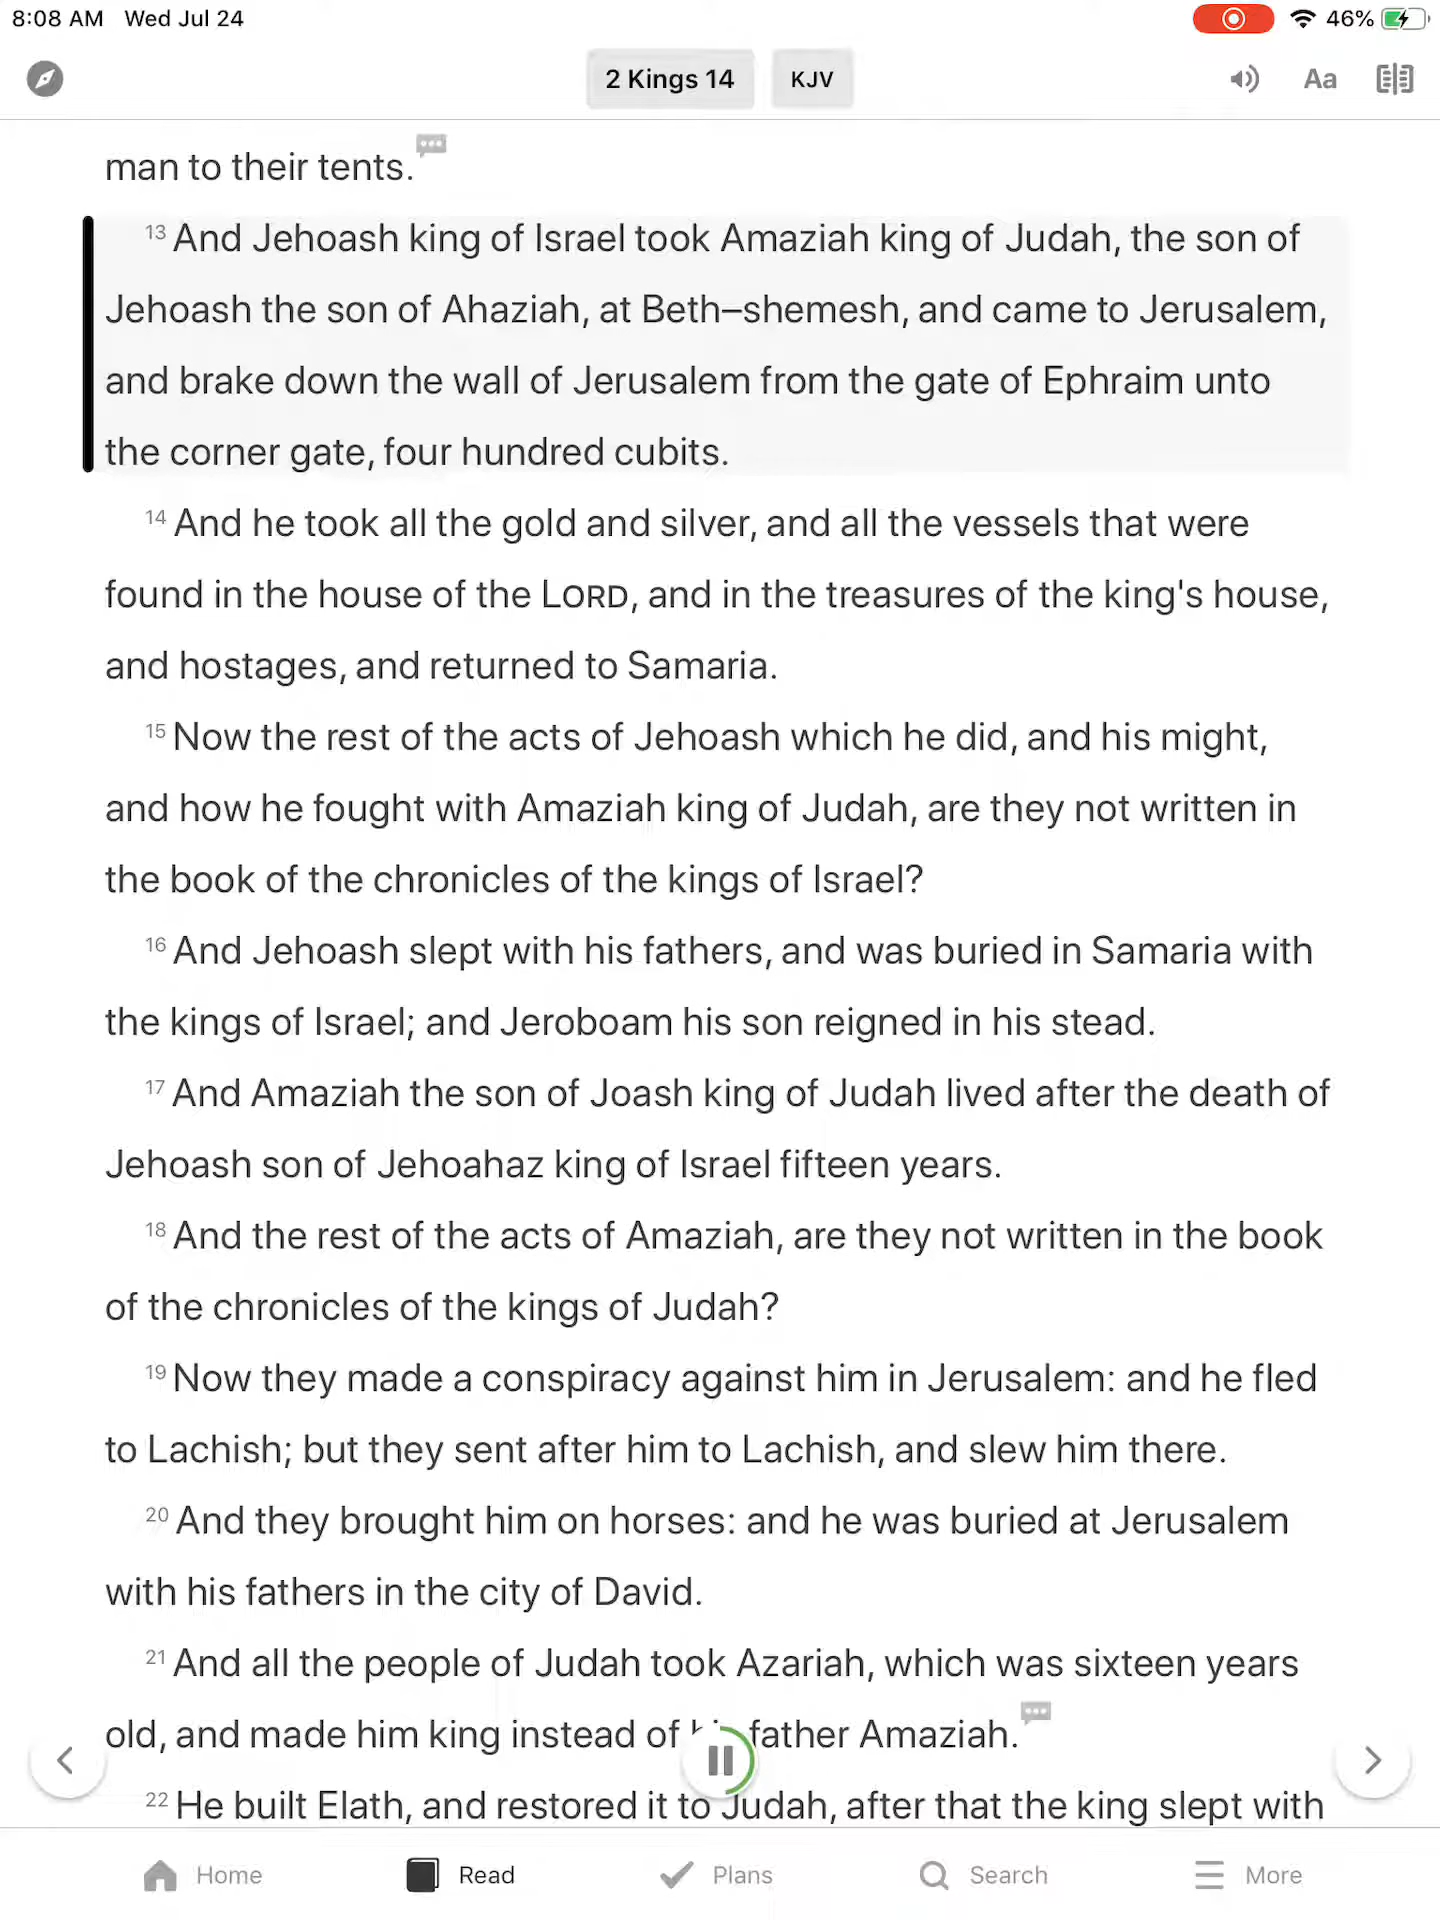 8:08 AM Wed Jul 24 46%
2 Kings 14 KJV Aa
man to their tents.
13 And Jehoash king of Israel took Amaziah king of Judah, the son of
Jehoash the son of Ahaziah, at Beth–shemesh, and came to Jerusalem,
and brake down the wall of Jerusalem from the gate of Ephraim unto
the corner gate, four hundred cubits.
14 And he took all the gold and silver, and all the vessels that were
found in the house of the LORD, and in the treasures of the king's house,
and hostages, and returned to Samaria.
15 Now the rest of the acts of Jehoash which he did, and his might,
and how he fought with Amaziah king of Judah, are they not written in
the book of the chronicles of the kings of Israel?
16 And Jehoash slept with his fathers, and was buried in Samaria with
the kings of Israel; and Jeroboam his son reigned in his stead.
17 And Amaziah the son of Joash king of Judah lived after the death of
Jehoash son of Jehoahaz king of Israel fifteen years.
18 And the rest of the acts of Amaziah, are they not written in the book
of the chronicles of the kings of Judah?
19 Now they made a conspiracy against him in Jerusalem: and he fled
to Lachish; but they sent after him to Lachish, and slew him there.
20 And they brought him on horses: and he was buried at Jerusalem
with his fathers in the city of David.
21 And all the people of Judah took Azariah, which was sixteen years
old, and made him king instead of father Amaziah.
22 He built Elath, and restored it to Judah, after that the king slept with
Home Read Plans Search More